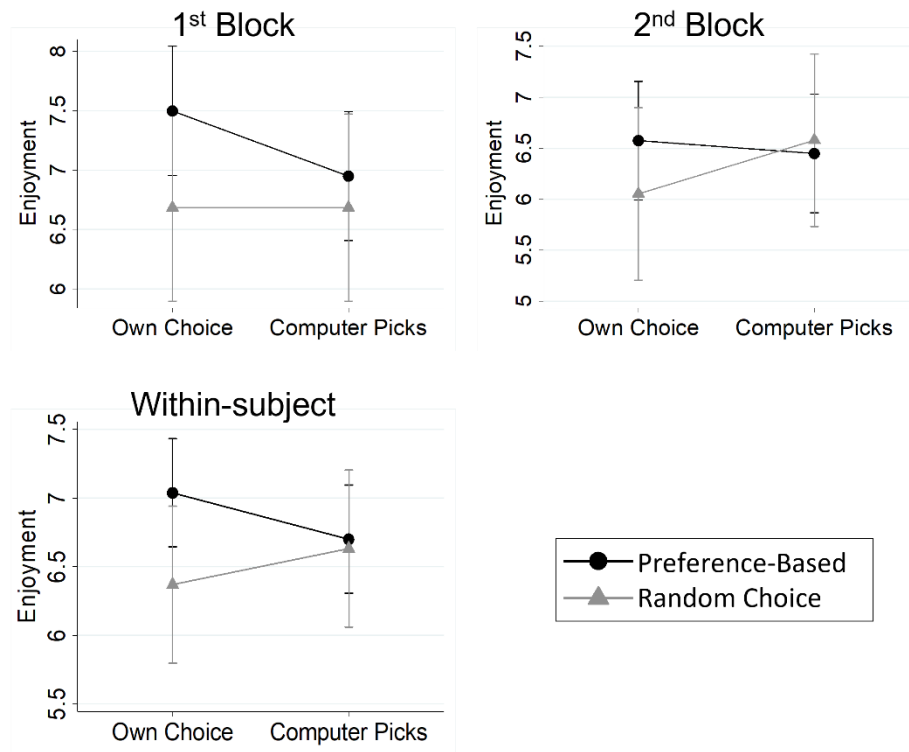 1st Block
8
7.5
7
6.5
6
Enjoyment
Own Choice Computer Picks
2nd Block
7.5
7
6.5
6
5.5
5
Enjoyment
Own Choice Computer Picks
Within-subject
7.5
7
6.5
6
5.5
Enjoyment
Own Choice Computer Picks
Preference-Based
Random Choice